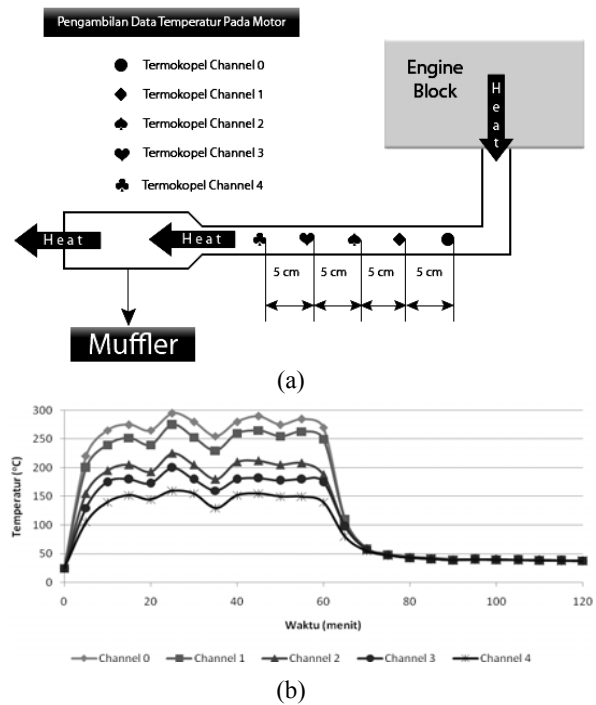 Pengambilan Data Temperatur Pada Motor
Termokopel Channel 0
Termokopel Channel 1
Termokopel Channel 2
Termokopel Channel 3
Termokopel Channel 4
Engine
Block
Heat
Heat
Heat
5 cm
5 cm
5 cm
5 cm
Muffler
(a)
Temperatur (°C)
300
250
200
150
100
50
0
0
20
40
60
80
100
120
Waktu (menit)
Channel 0
Channel 1
Channel 2
Channel 3
Channel 4
(b)